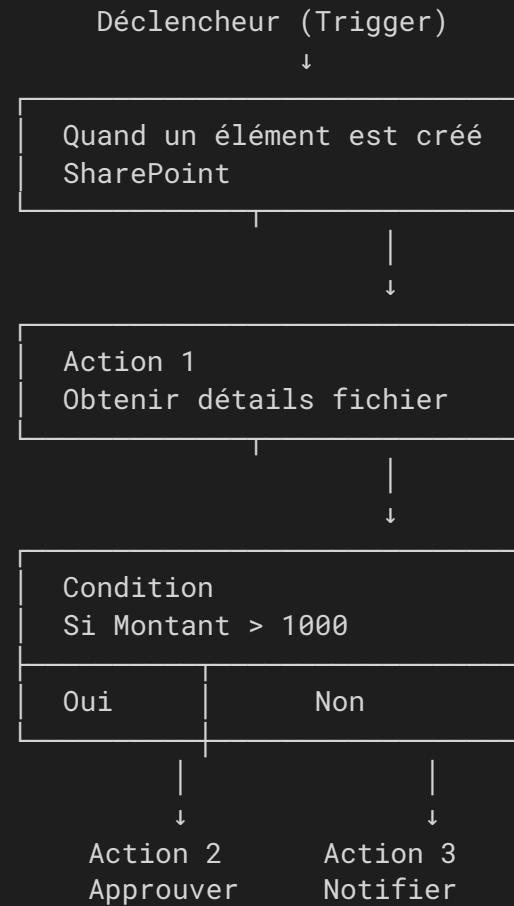 Déclencheur (Trigger)
↓
Quand un élément est créé
SharePoint
↓
Action 1
Obtenir détails fichier
↓
Condition
Si Montant > 1000
Oui Non
↓ ↓
Action 2 Action 3
Approuver Notifier